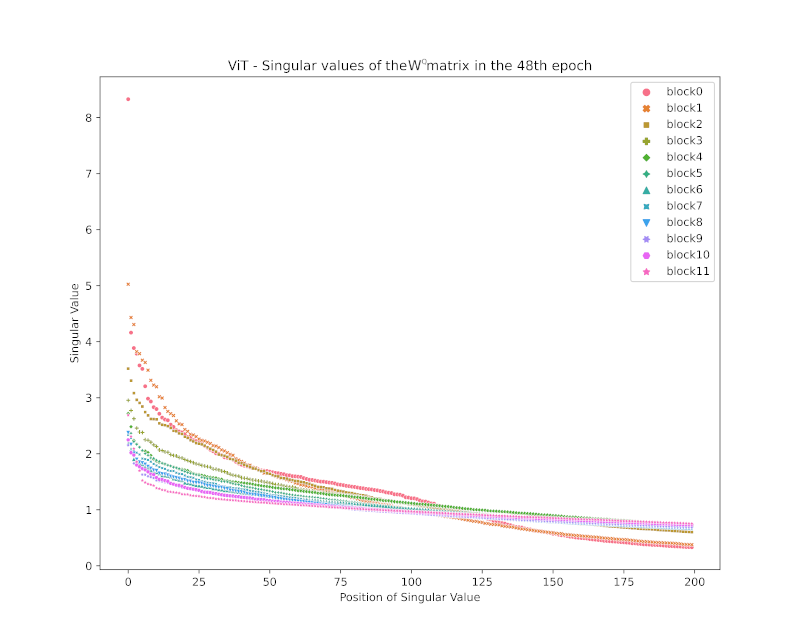 ViT - Singular values of theW^Q matrix in the 48th epoch
block0
block1
block2
block3
block4
block5
block6
block7
block8
block9
block10
block11
Singular Value
8
7
6
5
4
3
2
1
0
0 25 50 75 100 125 150 175 200
Position of Singular Value